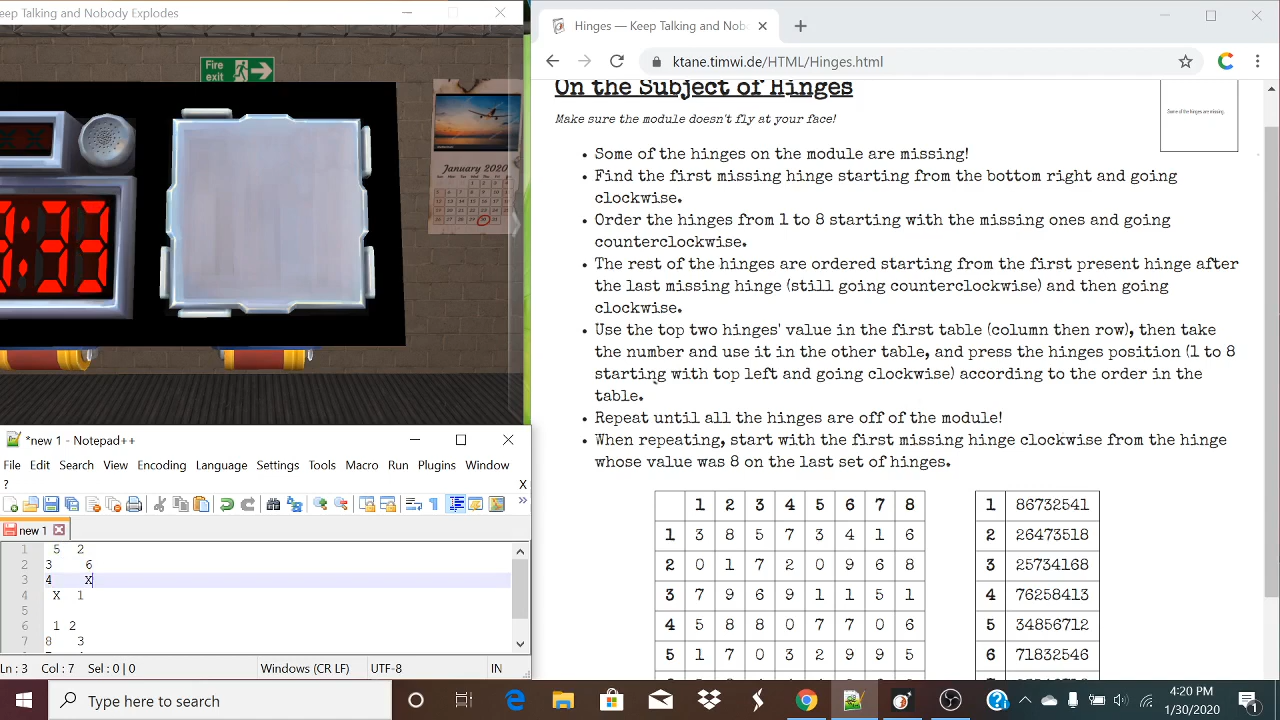 eep Talking and Nobody Explodes
Hinges — Keep Talking and Nob
ktane.timwi.de/HTML/Hinges.html
Fire
exit
January 2020
:33
On the Subject of Hinges
Make sure the module doesn't fly at your face!
Some of the hinges are missing.
• Some of the hinges on the module are missing!
• Find the first missing hinge starting from the bottom right and going
clockwise.
• Order the hinges from 1 to 8 starting with the missing ones and going
counterclockwise.
• The rest of the hinges are ordered starting from the first present hinge after
the last missing hinge (still going counterclockwise) and then going
clockwise.
• Use the top two hinges' value in the first table (column then row), then take
the number and use it in the other table, and press the hinges position (1 to 8
starting with top left and going clockwise) according to the order in the
table.
• Repeat until all the hinges are off of the module!
• When repeating, start with the first missing hinge clockwise from the hinge
whose value was 8 on the last set of hinges.
1 2 3 4 5 6 7 8
1 3 8 5 7 3 4 1 6
2 0 1 7 2 0 9 6 8
3 7 9 6 9 1 1 5 1
4 5 8 8 0 7 7 0 6
5 1 7 0 3 2 9 9 5
1 86732541
2 26473518
3 25734168
4 76258413
5 34856712
6 71832546
*new 1 - Notepad++
File Edit Search View Encoding Language Settings Tools Macro Run Plugins Window
? X
new 1
1 5 2
2 3 6
3 4 X
4 X 1
5
6 1 2
7 8 3
Ln : 3 Col : 7 Sel : 0 | 0 Windows (CR LF) UTF-8 IN
Type here to search
4:20 PM
1/30/2020